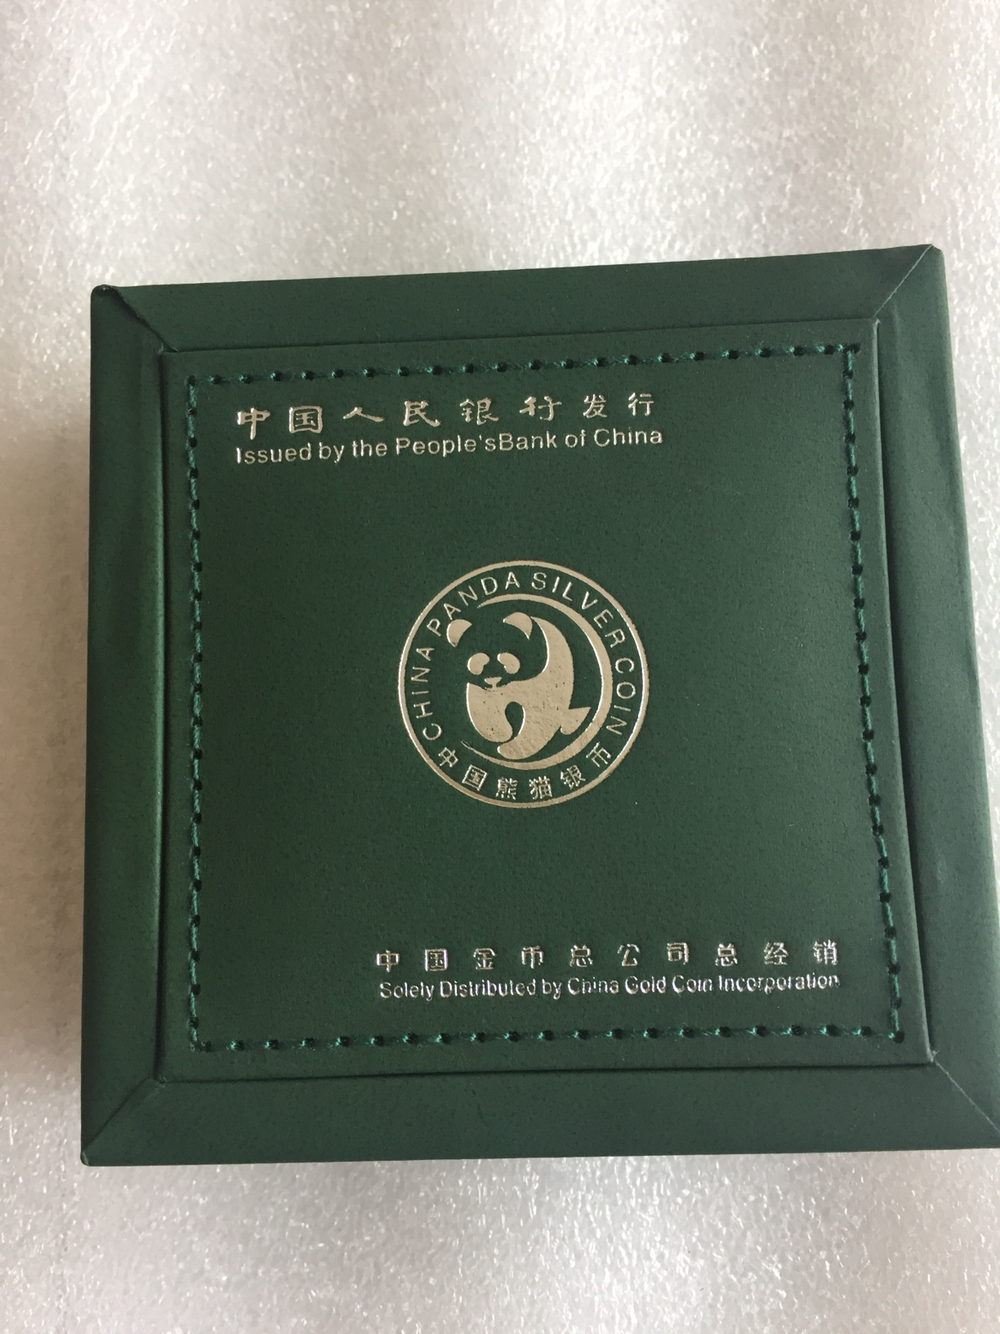 中国人民银行发行
Issued by the People'sBank of China
CHINA PANDA SILVER COIN
中国熊猫银币
中国金币总公司总经销
Solely Distributed by China Gold Coin Incorporation